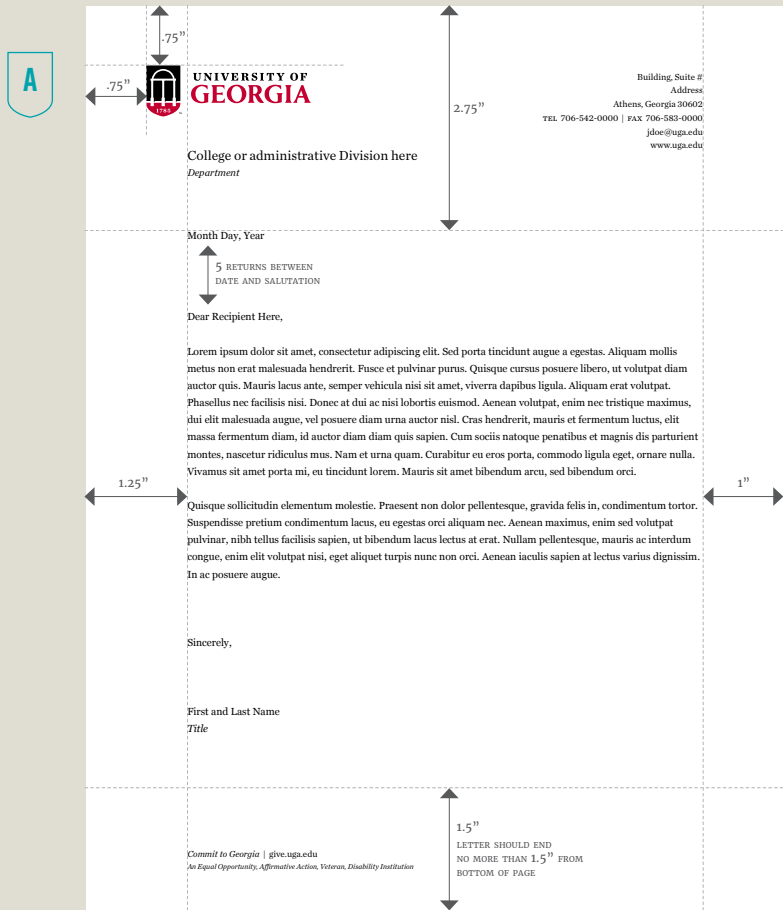 .75”
A
.75”
UNIVERSITY OF
GEORGIA
1785
2.75”
Building, Suite #
Address
Athens, Georgia 30602
TEL 706-542-0000 | FAX 706-583-0000
jdoe@uga.edu
www.uga.edu
College or administrative Division here
Department
Month Day, Year
5 RETURNS BETWEEN
DATE AND SALUTATION
Dear Recipient Here,
Lorem ipsum dolor sit amet, consectetur adipiscing elit. Sed porta tincidunt augue a egestas. Aliquam mollis
metus non erat malesuada hendrerit. Fusce et pulvinar purus. Quisque cursus posuere libero, ut volutpat diam
auctor quis. Mauris lacus ante, semper vehicula nisi sit amet, viverra dapibus ligula. Aliquam erat volutpat.
Phasellus nec facilisis nisi. Donec at dui ac nisi lobortis euismod. Aenean volutpat, enim nec tristique maximus,
dui elit malesuada augue, vel posuere diam urna auctor nisl. Cras hendrerit, mauris et fermentum luctus, elit
massa fermentum diam, id auctor diam diam quis sapien. Cum sociis natoque penatibus et magnis dis parturient
montes, nascetur ridiculus mus. Nam et urna quam. Curabitur eu eros porta, commodo ligula eget, ornare nulla.
Vivamus sit amet porta mi, eu tincidunt lorem. Mauris sit amet bibendum arcu, sed bibendum orci.
1.25”
1”
Quisque sollicitudin elementum molestie. Praesent non dolor pellentesque, gravida felis in, condimentum tortor.
Suspendisse pretium condimentum lacus, eu egestas orci aliquam nec. Aenean maximus, enim sed volutpat
pulvinar, nibh tellus facilisis sapien, ut bibendum lacus lectus at erat. Nullam pellentesque, mauris ac interdum
congue, enim elit volutpat nisi, eget aliquet turpis nunc non orci. Aenean iaculis sapien at lectus varius dignissim.
In ac posuere augue.
Sincerely,
First and Last Name
Title
1.5”
LETTER SHOULD END
NO MORE THAN 1.5” FROM
BOTTOM OF PAGE
Commit to Georgia | give.uga.edu
An Equal Opportunity, Affirmative Action, Veteran, Disability Institution